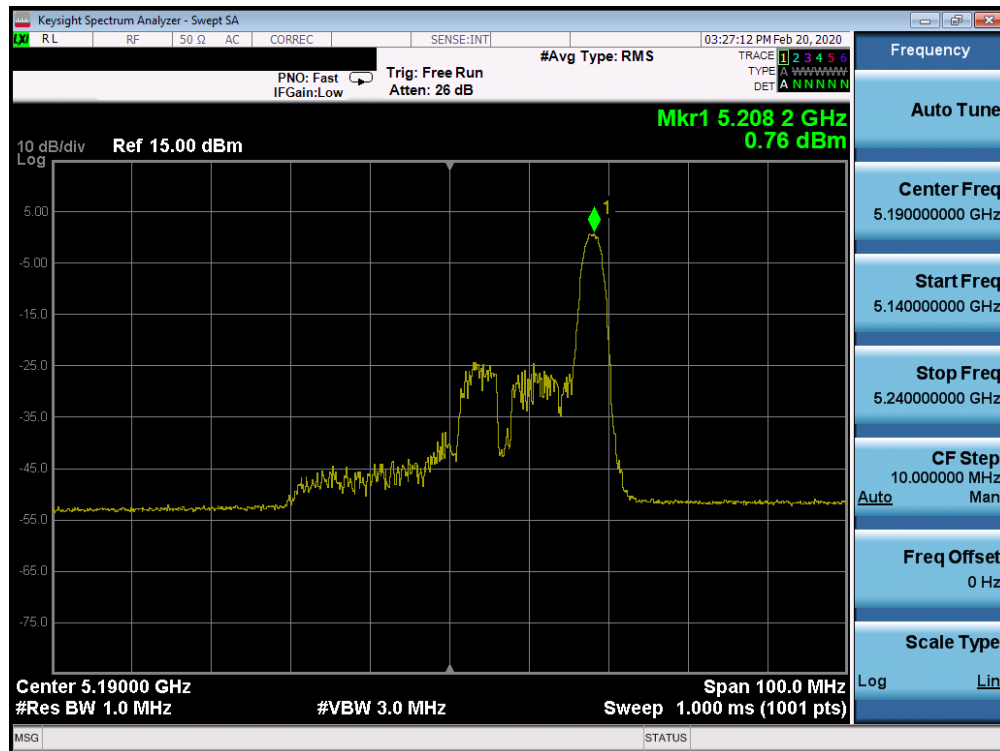 Keysight Spectrum Analyzer - Swept SA
LXI RL RF 50 Ω AC CORREC SENSE:INT 03:27:12 PM Feb 20, 2020
#Avg Type: RMS TRACE 1 2 3 4 5 6
PNO: Fast Trig: Free Run TYPE A WWWWW
IFGain:Low Atten: 26 dB DET A N N N N N
Mkr1 5.208 2 GHz
0.76 dBm
10 dB/div Ref 15.00 dBm
Log
1
5.00
-5.00
-15.0
-25.0
-35.0
-45.0
-55.0
-65.0
-75.0
Center 5.19000 GHz Span 100.0 MHz
#Res BW 1.0 MHz #VBW 3.0 MHz Sweep 1.000 ms (1001 pts)
MSG STATUS
Frequency
Auto Tune
Center Freq
5.190000000 GHz
Start Freq
5.140000000 GHz
Stop Freq
5.240000000 GHz
CF Step
10.000000 MHz
Auto Man
Freq Offset
0 Hz
Scale Type
Log Lin